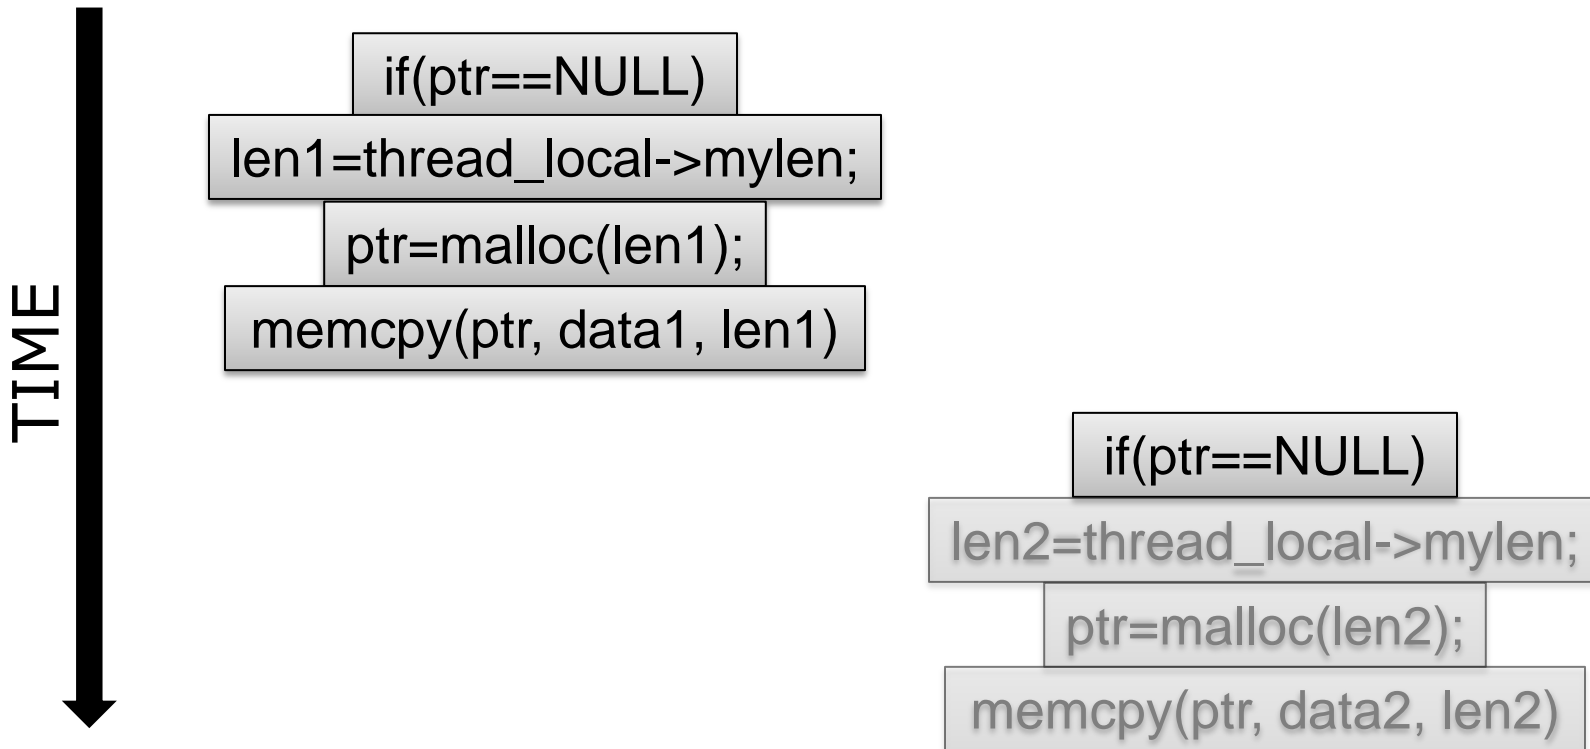 TIME
if(ptr==NULL)
len1=thread_local->mylen;
ptr=malloc(len1);
memcpy(ptr, data1, len1)
if(ptr==NULL)
len2=thread_local->mylen;
ptr=malloc(len2);
memcpy(ptr, data2, len2)